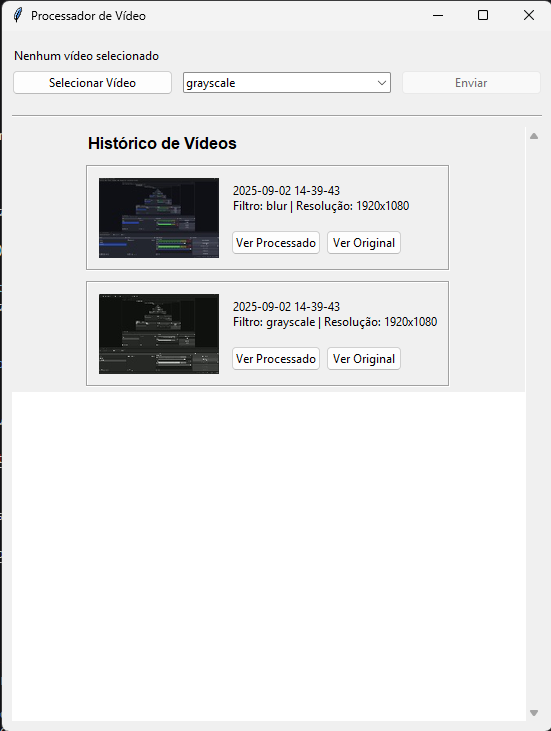 Processador de Vídeo
Nenhum vídeo selecionado
Selecionar Vídeo
grayscale
Enviar
Histórico de Vídeos
2025-09-02 14-39-43
Filtro: blur | Resolução: 1920x1080
Ver Processado
Ver Original
2025-09-02 14-39-43
Filtro: grayscale | Resolução: 1920x1080
Ver Processado
Ver Original